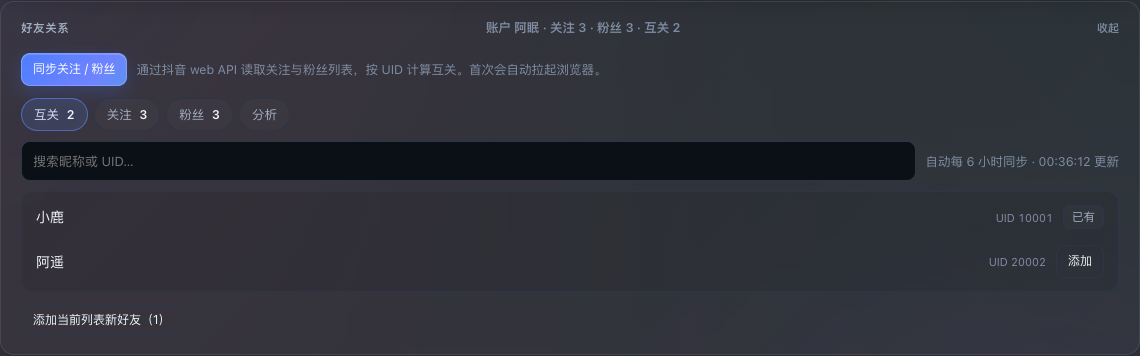 好友关系 账户 阿眠 · 关注 3 · 粉丝 3 · 互关 2 收起
同步关注 / 粉丝 通过抖音 web API 读取关注与粉丝列表，按 UID 计算互关。首次会自动拉起浏览器。
互关 2 关注 3 粉丝 3 分析
搜索昵称或 UID... 自动每 6 小时同步 · 00:36:12 更新
小鹿 UID 10001 已有
阿遥 UID 20002 添加
添加当前列表新好友（1）